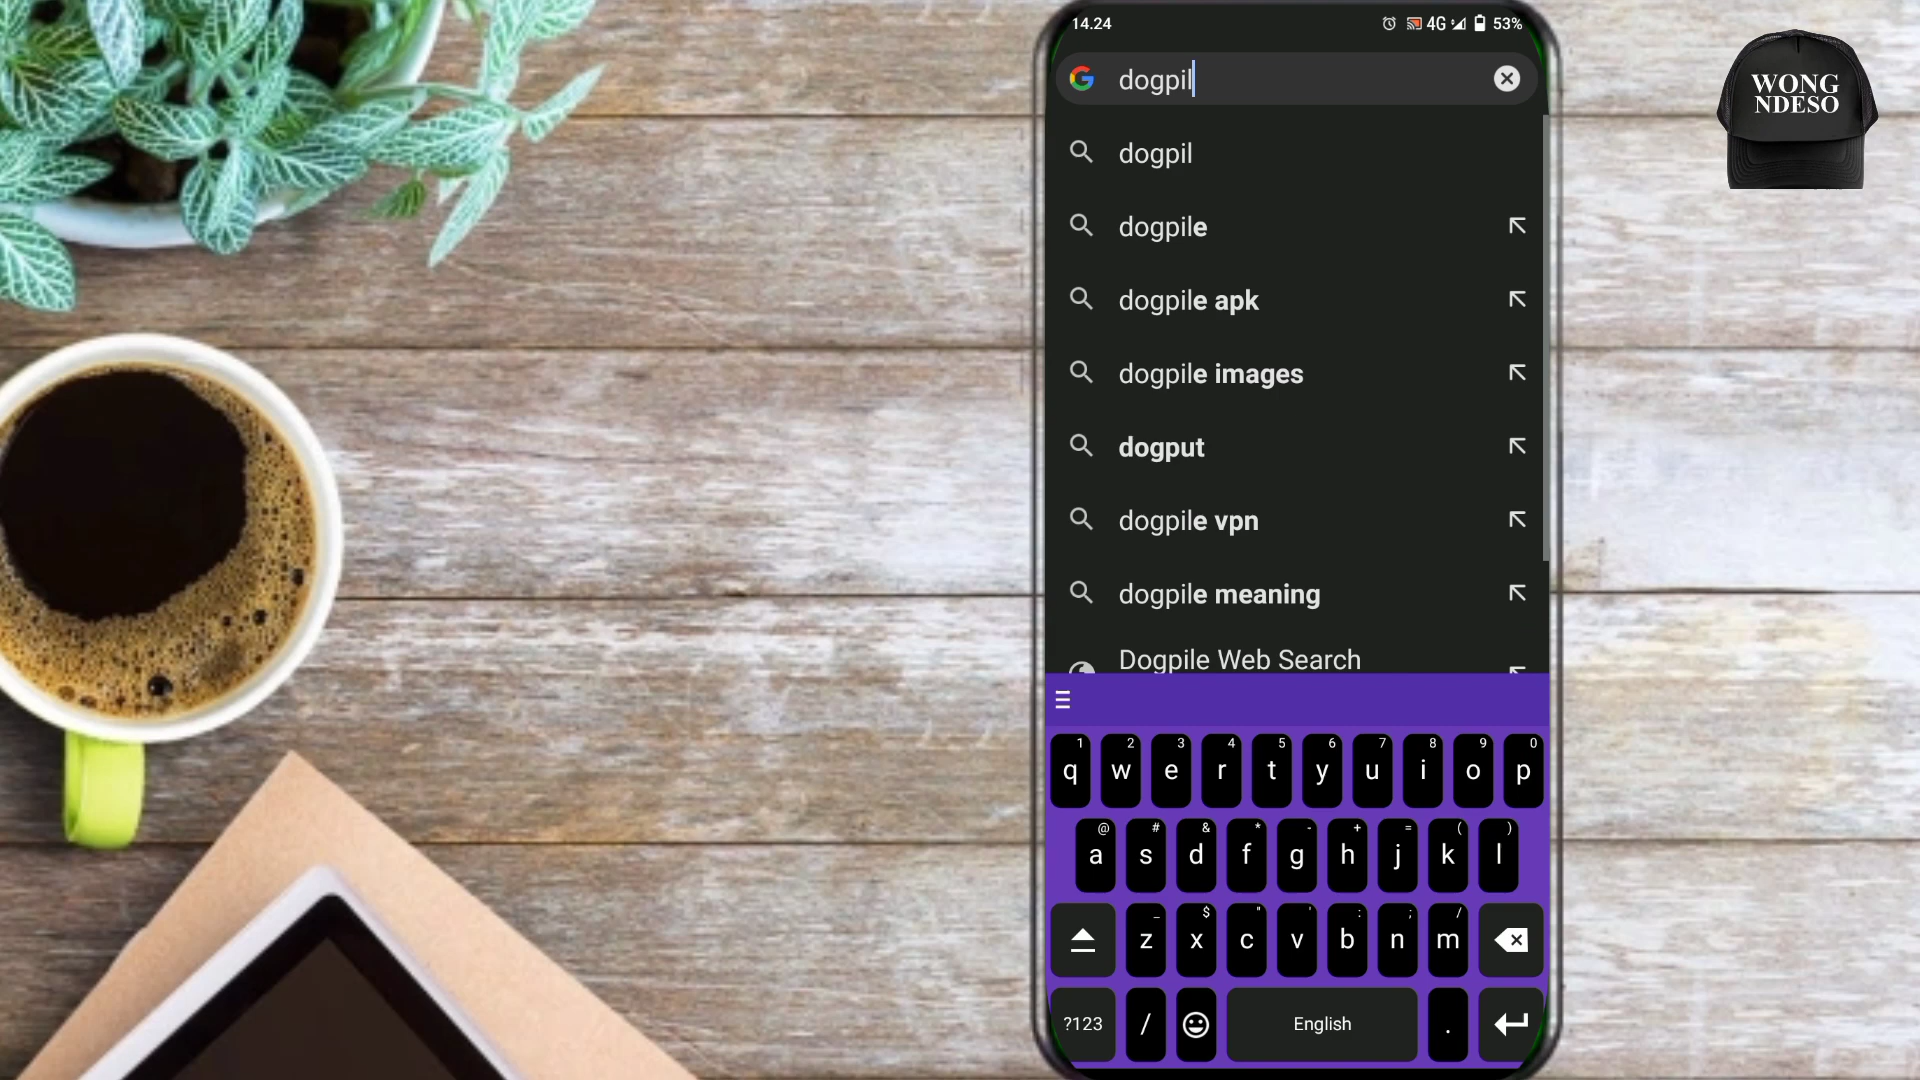 14.24
4G
53%
dogpil
dogpil
dogpile
dogpile apk
dogpile images
dogput
dogpile vpn
dogpile meaning
Dogpile Web Search
1 2 3 4 5 6 7 8 9 0
q w e r t y u i o p
@ # & * - + = ( )
a s d f g h j k l
_ $ " ' : ; /
z x c v b n m
?123 / English .
WONG
NDESO